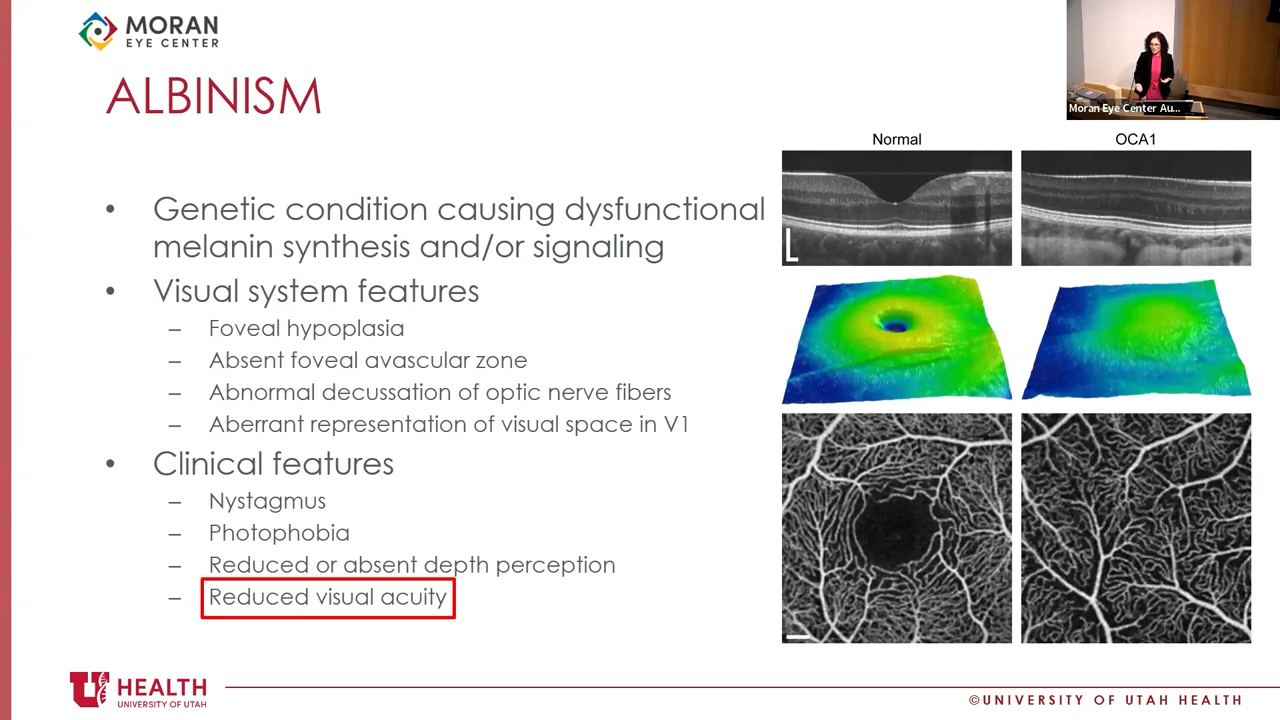 MORAN
EYE CENTER
ALBINISM
Moran Eye Center Au...
Normal
OCA1
• Genetic condition causing dysfunctional
melanin synthesis and/or signaling
• Visual system features
– Foveal hypoplasia
– Absent foveal avascular zone
– Abnormal decussation of optic nerve fibers
– Aberrant representation of visual space in V1
• Clinical features
– Nystagmus
– Photophobia
– Reduced or absent depth perception
– Reduced visual acuity
U HEALTH
UNIVERSITY OF UTAH
©UNIVERSITY OF UTAH HEALTH